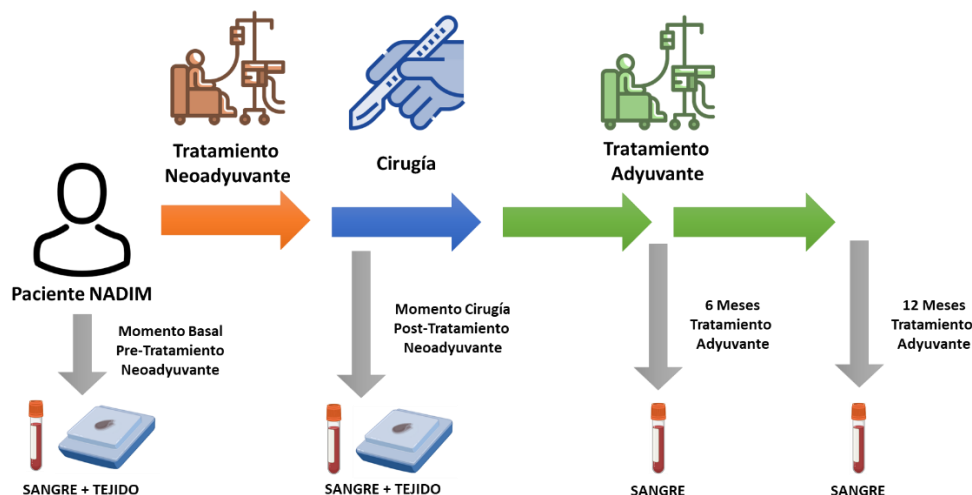 Tratamiento
Neoadyuvante
Cirugía
Tratamiento
Adyuvante
Paciente NADIM
Momento Basal
Pre-Tratamiento
Neoadyuvante
Momento Cirugía
Post-Tratamiento
Neoadyuvante
6 Meses
Tratamiento
Adyuvante
12 Meses
Tratamiento
Adyuvante
SANGRE + TEJIDO
SANGRE + TEJIDO
SANGRE
SANGRE